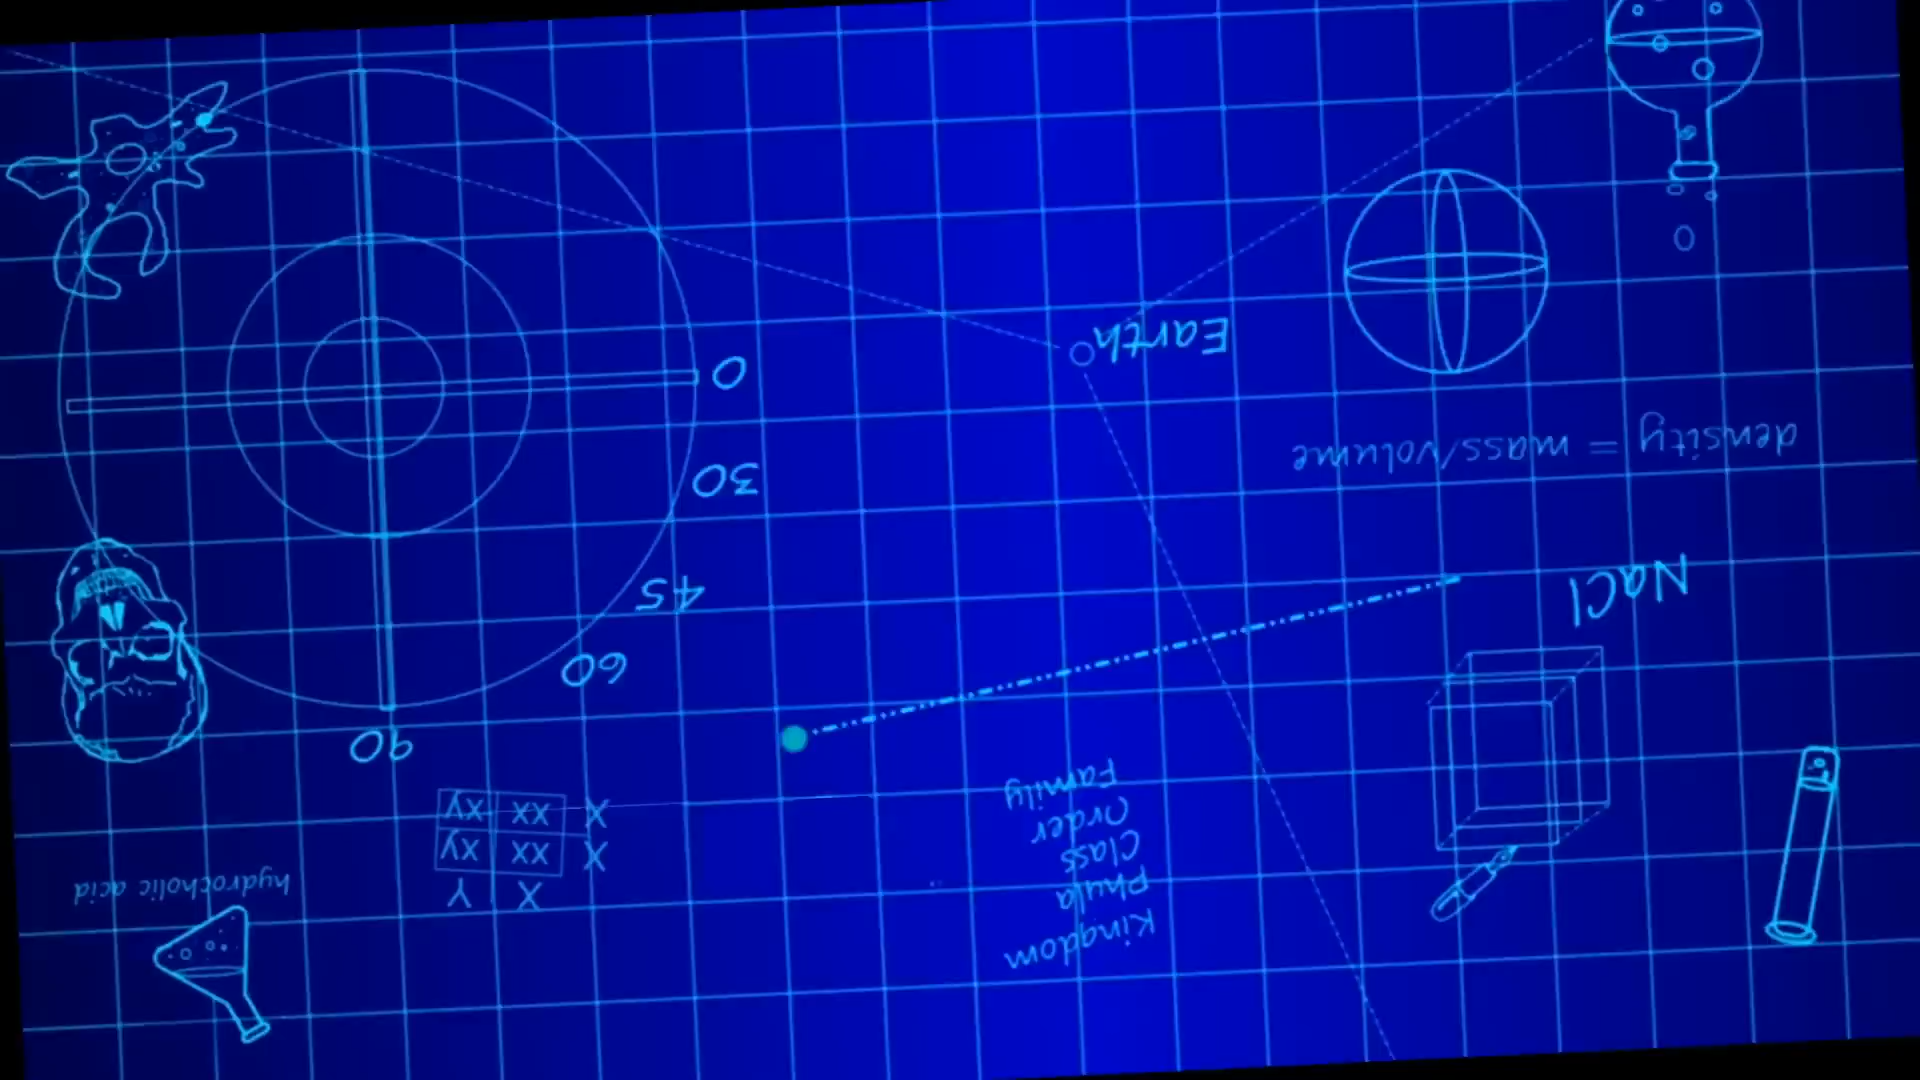 Kingdom
Phula
Class
Order
Family
hydrocholic acid
X Y
X xx xy
X xx xy
90
60
45
30
0
NaCl
density = mass/volume
Earth